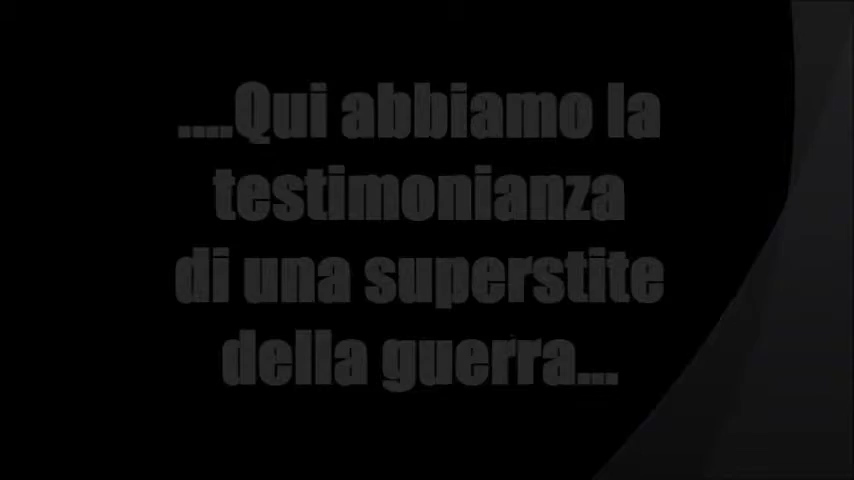 ....Qui abbiamo la
testimonianza
di una superstite
della guerra...